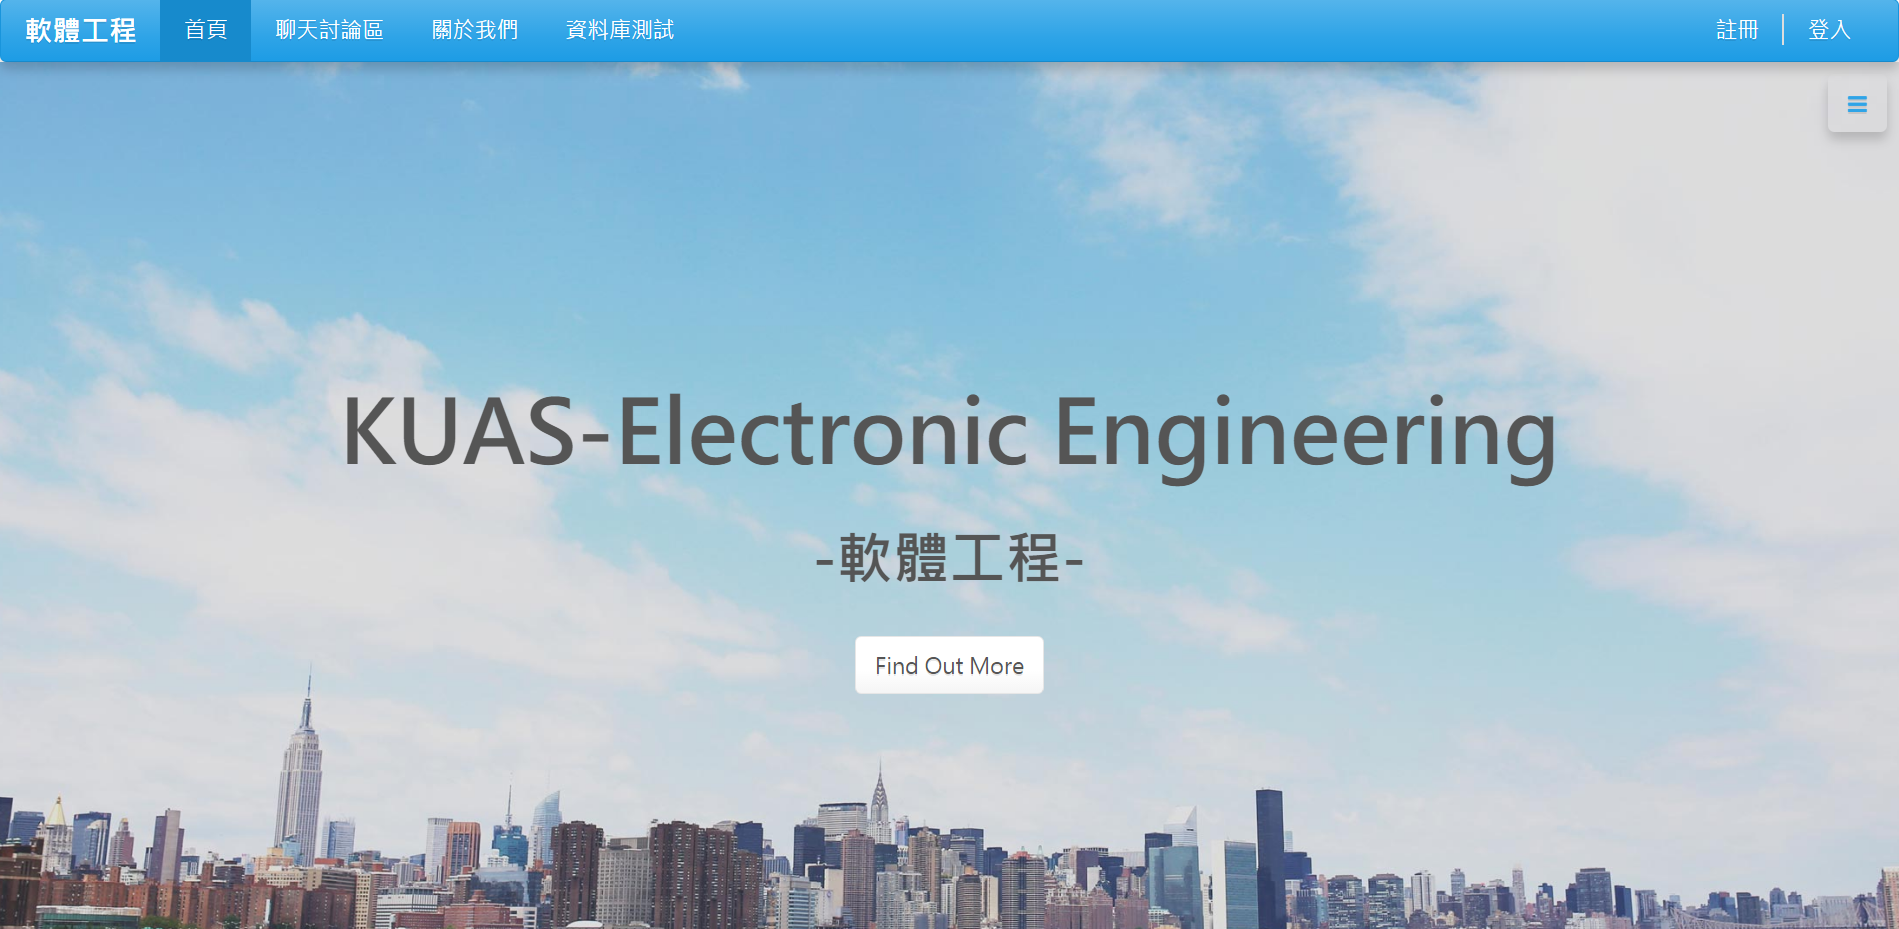 軟體工程 首頁 聊天討論區 關於我們 資料庫測試 註冊 登入
KUAS-Electronic Engineering
-軟體工程-
Find Out More